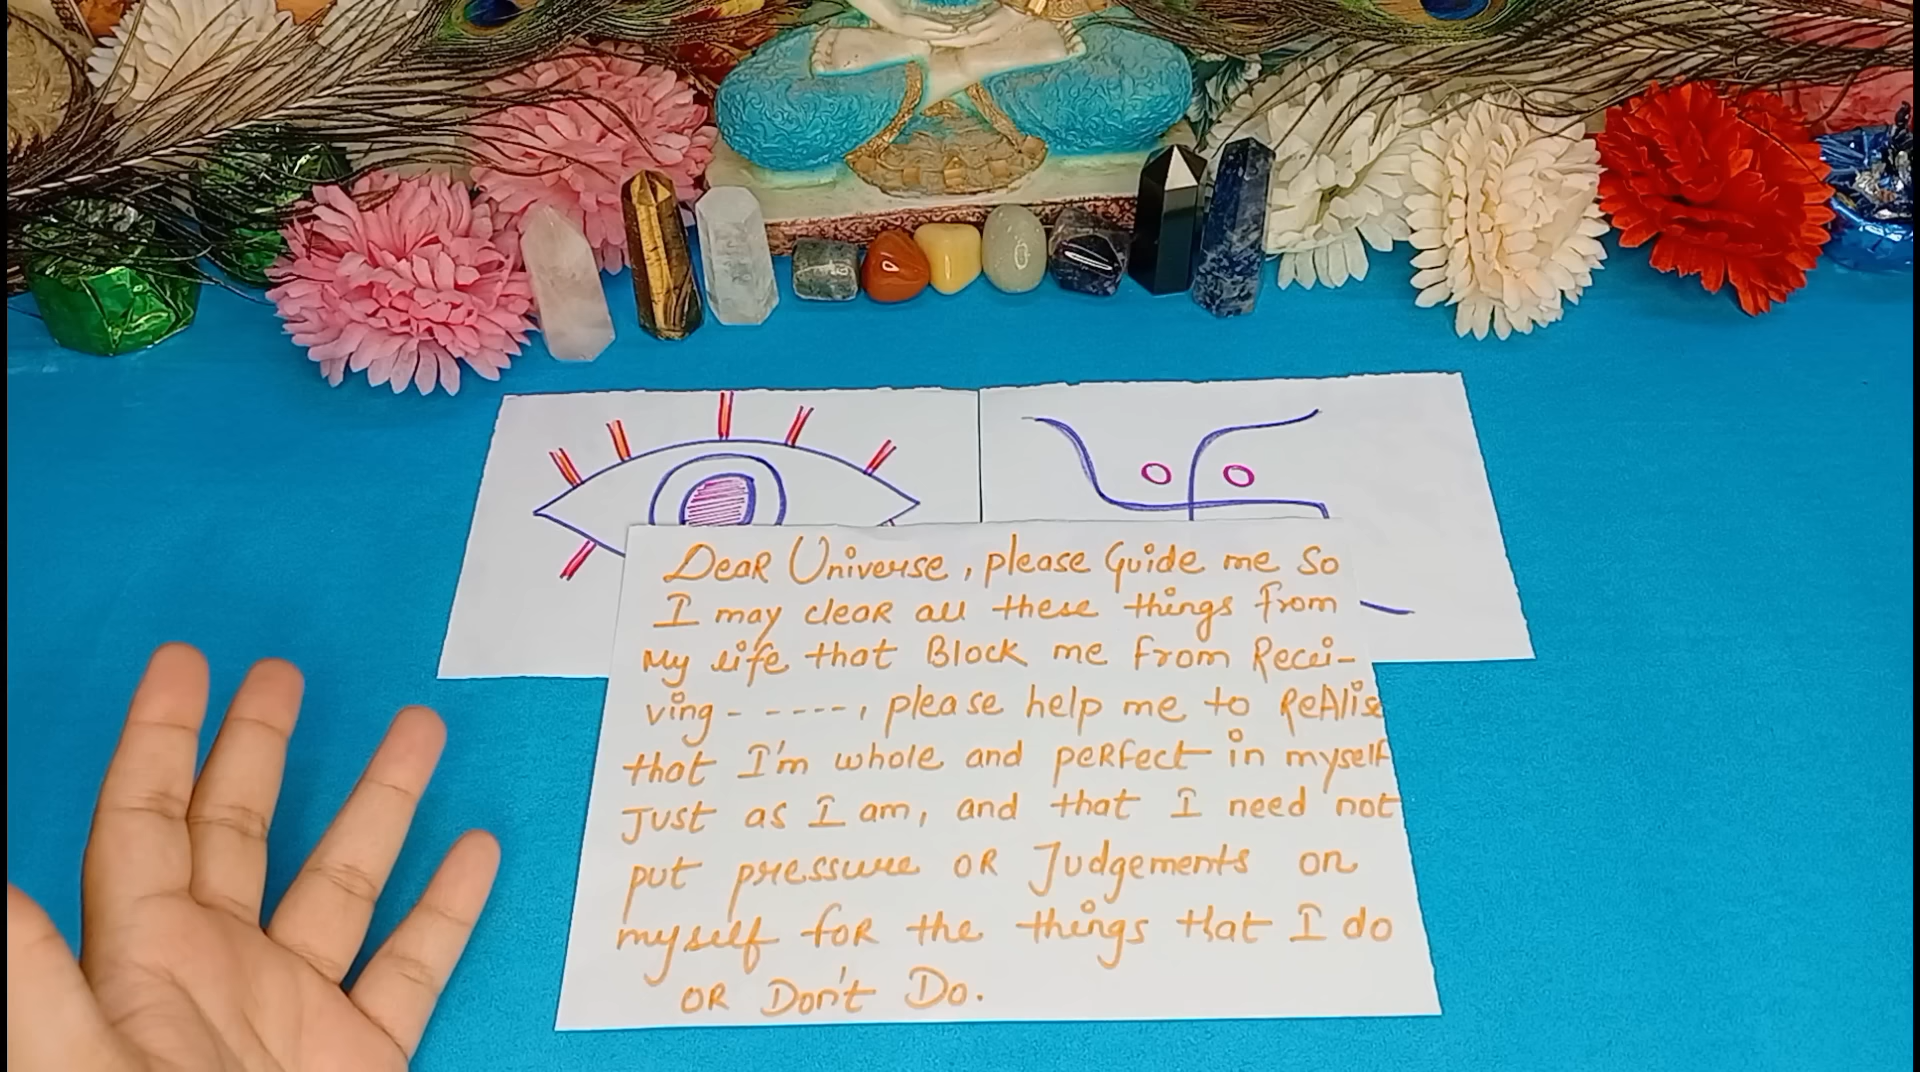 Dear Universe, please Guide me so
I may clear all these things from
My life that Block me from Recei-
ving - ----, please help me to ReAlise
that I'm whole and perfect in myself
just as I am, and that I need not
put pressure OR Judgements on
myself for the things that I do
OR Don't Do.